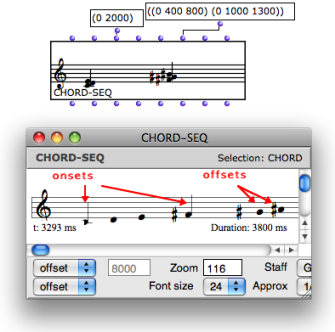 (0 2000)
((0 400 800) (0 1000 1300))
CHORD-SEQ
CHORD-SEQ
CHORD-SEQ
Selection: CHORD
onsets
offsets
t: 3293 ms
Duration: 3800 ms
offset
8000
Zoom
116
Staff
G
offset
Font size
24
Approx
1/